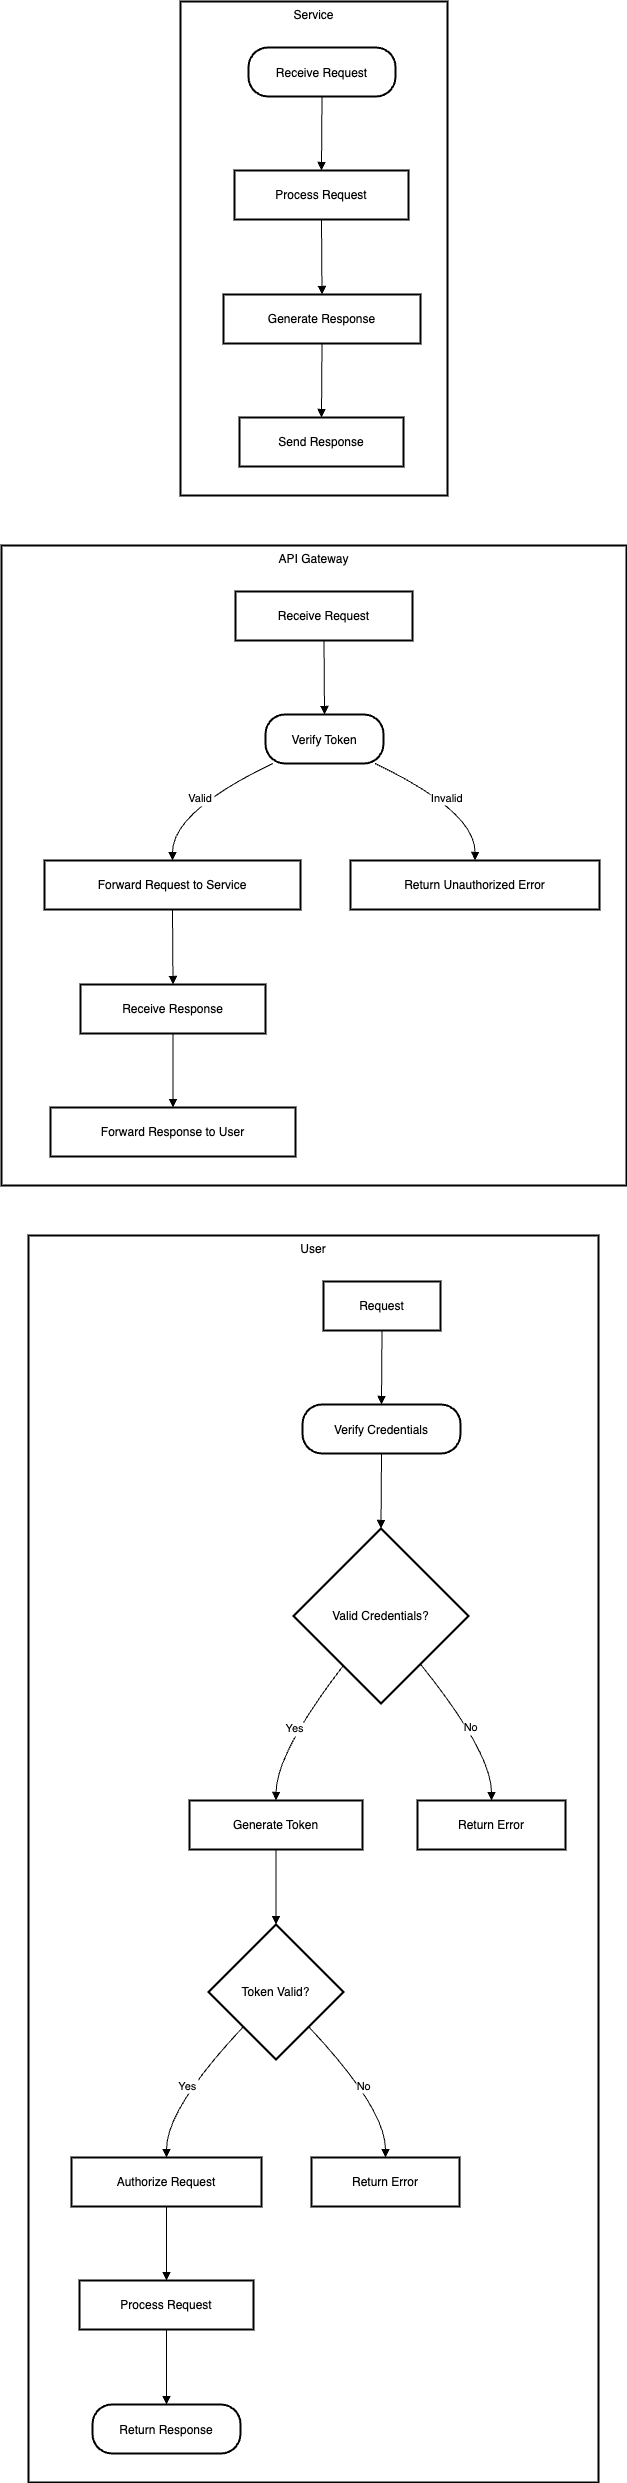 Service
Receive Request
Process Request
Generate Response
Send Response
API Gateway
Receive Request
Verify Token
Valid
Invalid
Forward Request to Service
Return Unauthorized Error
Receive Response
Forward Response to User
User
Request
Verify Credentials
Valid Credentials?
Yes
No
Generate Token
Return Error
Token Valid?
Yes
No
Authorize Request
Return Error
Process Request
Return Response